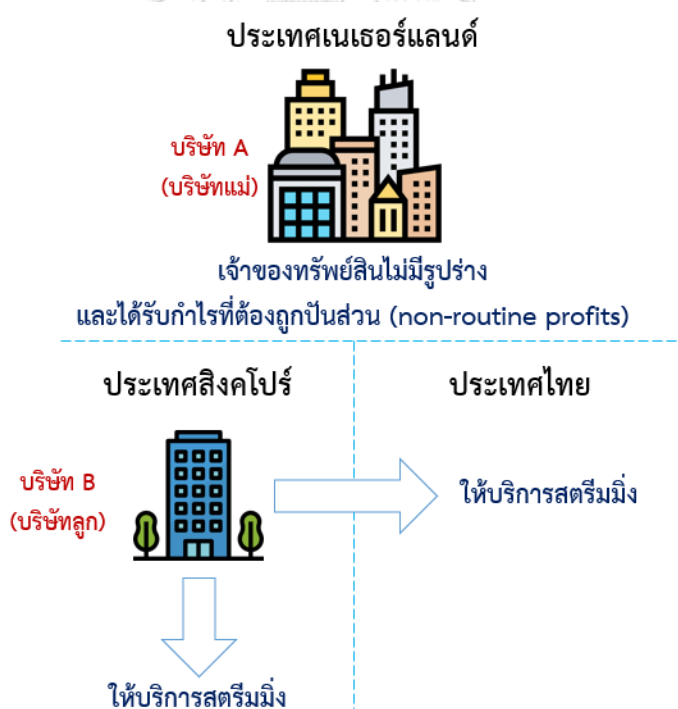 ประเทศเนเธอร์แลนด์
บริษัท A
(บริษัทแม่)
เจ้าของทรัพย์สินไม่มีรูปร่าง
และได้รับกำไรที่ต้องถูกปันส่วน (non-routine profits)
ประเทศสิงคโปร์
ประเทศไทย
บริษัท B
(บริษัทลูก)
ให้บริการสตรีมมิ่ง
ให้บริการสตรีมมิ่ง